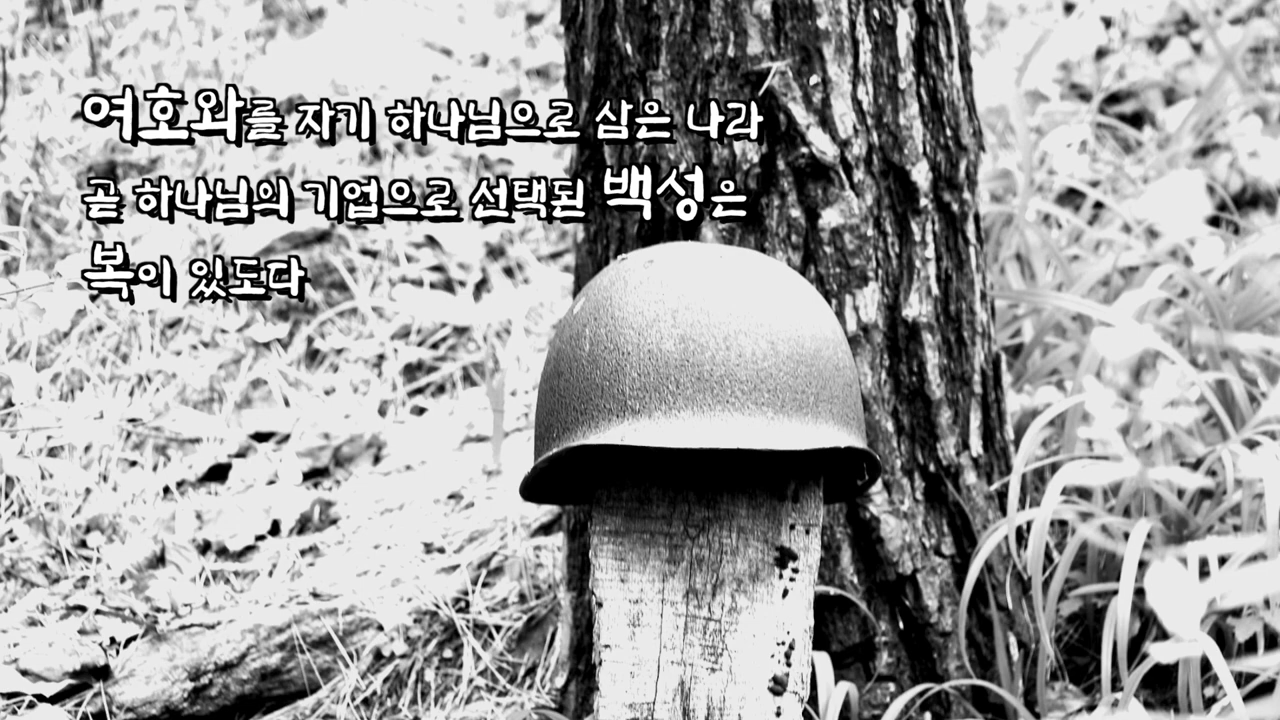 여호와를 자기 하나님으로 삼은 나라
곧 하나님의 기업으로 선택된 백성은
복이 있도다